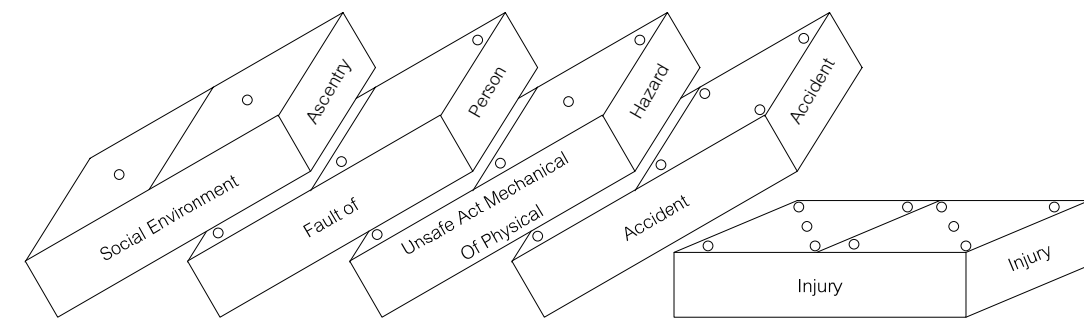 Social Environment
Ascentry
Fault of
Person
Unsafe Act Mechanical
Of Physical
Hazard
Accident
Accident
Injury
Injury